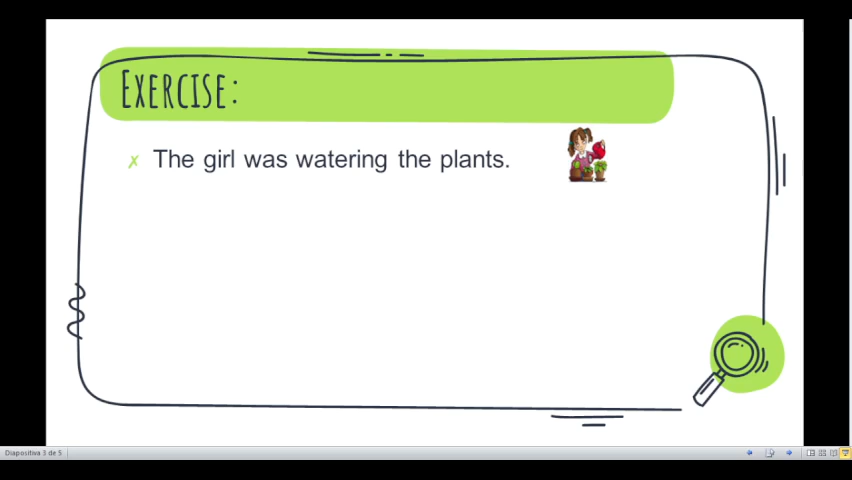 Exercise:
✗ The girl was watering the plants.
Diapositiva 3 de 5